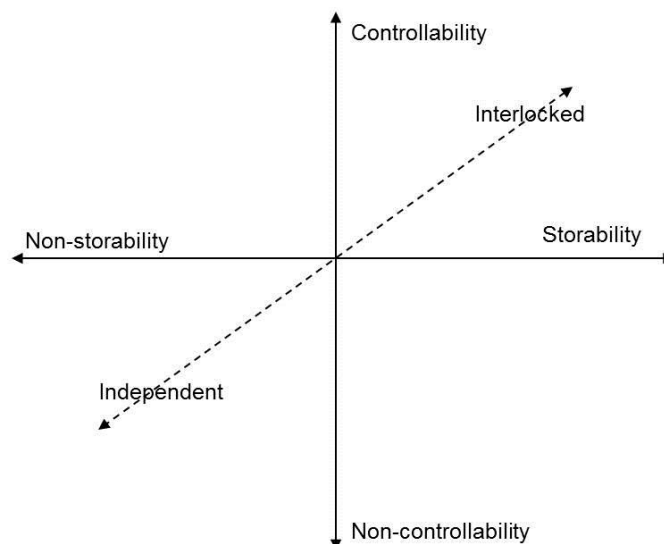 Controllability
Interlocked
Non-storability
Storability
Independent
Non-controllability